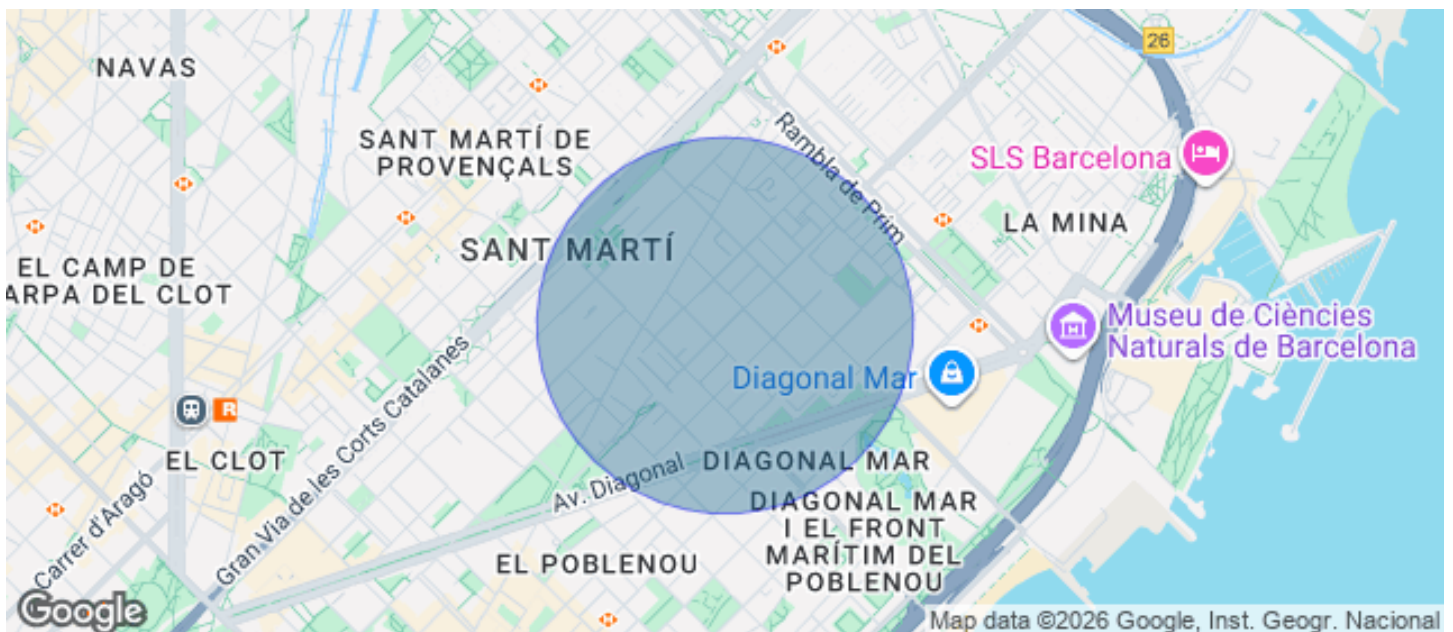 NAVAS
26
SANT MARTÍ DE
PROVENÇALS
Rambla de Prim
SLS Barcelona
LA MINA
SANT MARTÍ
EL CAMP DE
ARPA DEL CLOT
Museu de Ciències
Naturals de Barcelona
Gran Via de les Corts Catalanes
Diagonal Mar
R
EL CLOT
Av. Diagonal
DIAGONAL MAR
Carrer d'Aragó
DIAGONAL MAR
I EL FRONT
MARÍTIM DEL
POBLENOU
EL POBLENOU
Google
Map data ©2026 Google, Inst. Geogr. Nacional